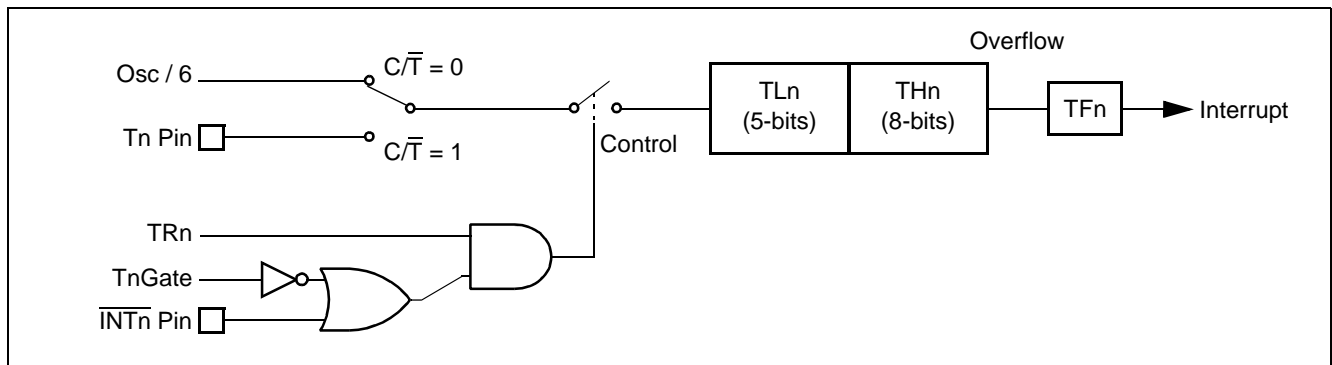 Overflow
Osc / 6
C/T̅ = 0
TLn
(5-bits)
THn
(8-bits)
TFn
Interrupt
Tn Pin
C/T̅ = 1
Control
TRn
TnGate
I̅N̅T̅n̅ Pin